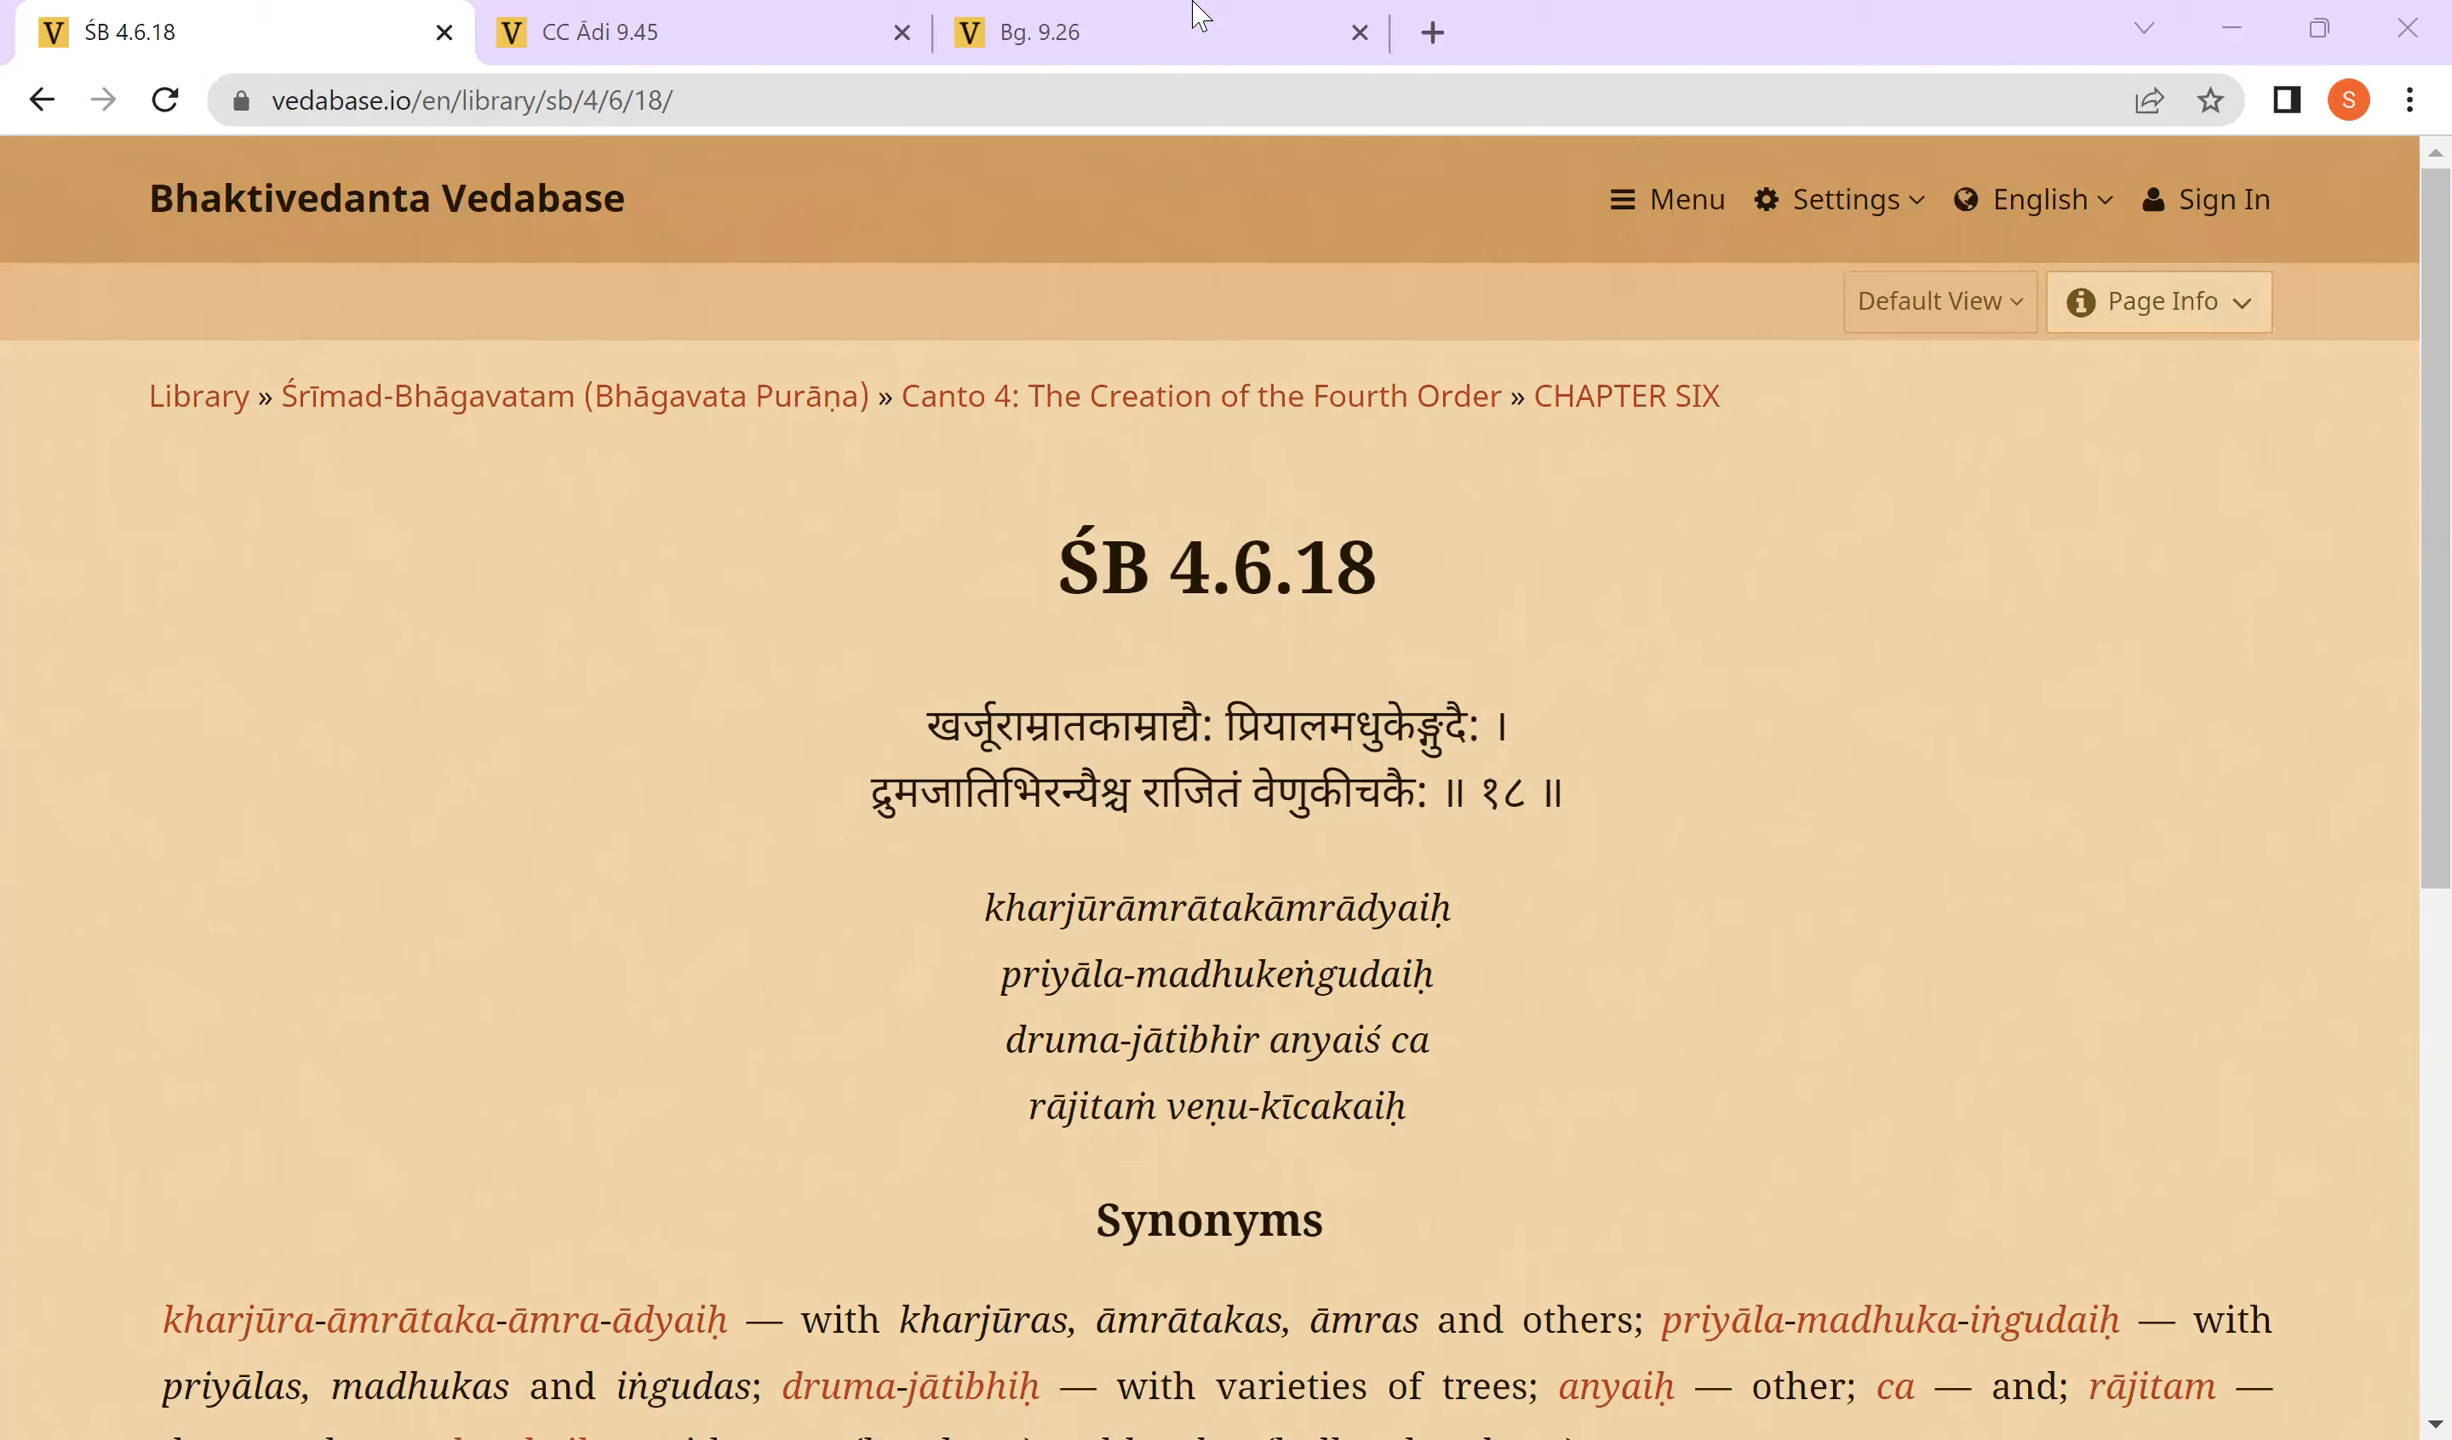 ŚB 4.6.18
CC Ādi 9.45
Bg. 9.26
vedabase.io/en/library/sb/4/6/18/
S
Bhaktivedanta Vedabase
Menu Settings English Sign In
Default View Page Info
Library » Śrīmad-Bhāgavatam (Bhāgavata Purāṇa) » Canto 4: The Creation of the Fourth Order » CHAPTER SIX
ŚB 4.6.18
खर्जूराम्रातकाम्राद्यै: प्रियालमधुकेङ्गुदै: ।
द्रुमजातिभिरन्यैश्च राजितं वेणुकीचकै: ॥ १८ ॥
kharjūrāmrātakāmrādyaiḥ
priyāla-madhukeṅgudaiḥ
druma-jātibhir anyaiś ca
rājitaṁ veṇu-kīcakaiḥ
Synonyms
kharjūra-āmrātaka-āmra-ādyaiḥ — with kharjūras, āmrātakas, āmras and others; priyāla-madhuka-iṅgudaiḥ — with
priyālas, madhukas and iṅgudas; druma-jātibhiḥ — with varieties of trees; anyaiḥ — other; ca — and; rājitam —